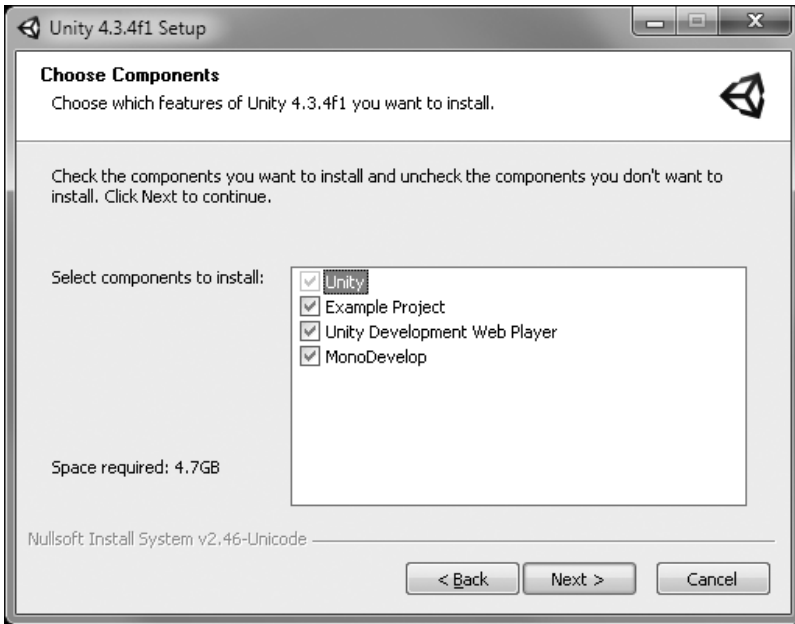 Unity 4.3.4f1 Setup
Choose Components
Choose which features of Unity 4.3.4f1 you want to install.
Check the components you want to install and uncheck the components you don't want to
install. Click Next to continue.
Select components to install:
Unity
Example Project
Unity Development Web Player
MonoDevelop
Space required: 4.7GB
Nullsoft Install System v2.46-Unicode
< Back
Next >
Cancel